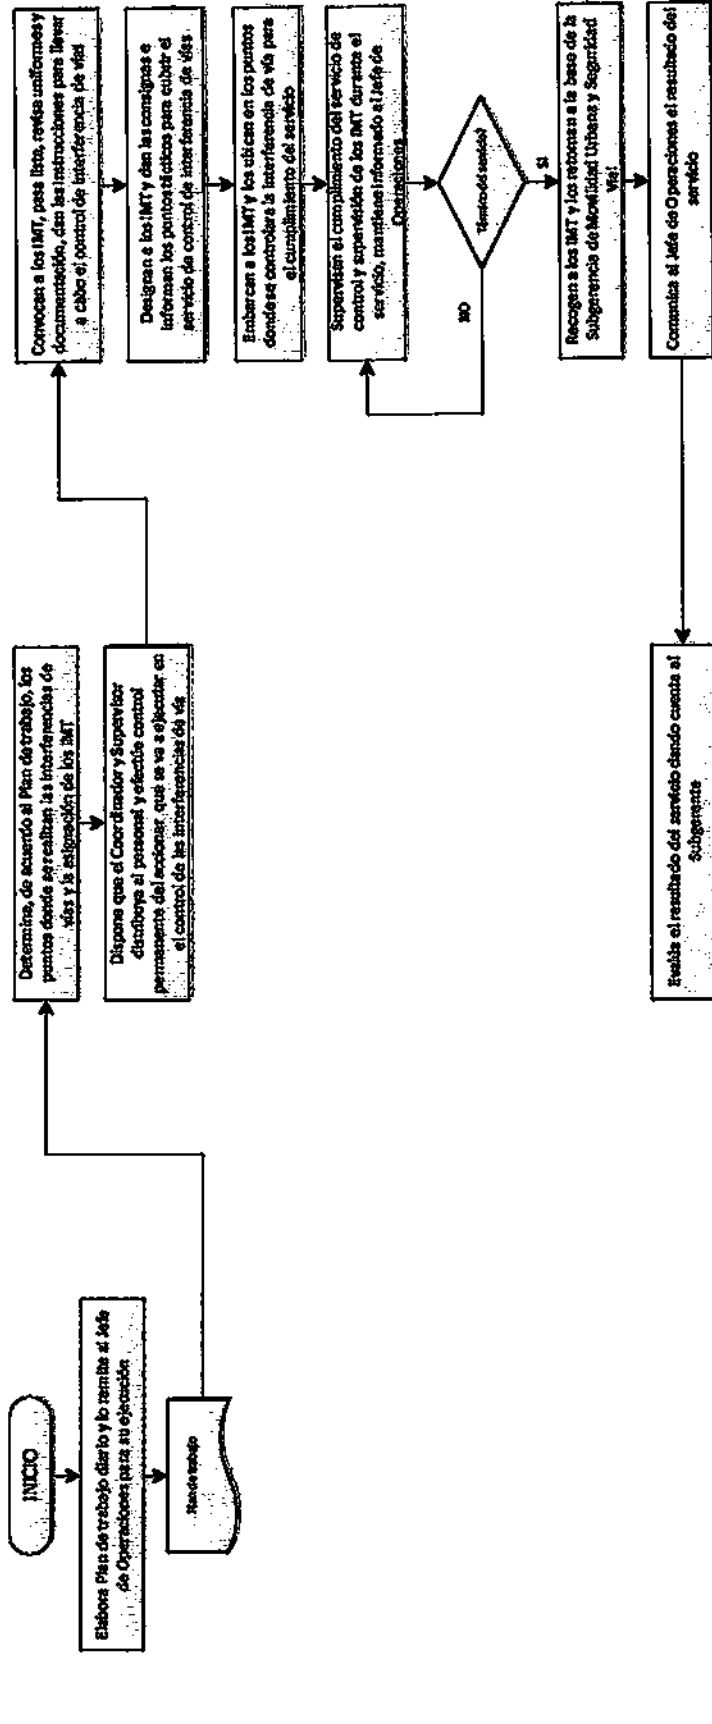 INICIO
Elabora Plan de trabajo diario y lo remite al Jefe
de Operaciones para su ejecución
Plan de trabajo
Determina, de acuerdo al Plan de trabajo, los
puntos donde se realizan las interferencias de
vías y la asignación de los IMT
Dispone que el Coordinador y Supervisor
distribuya al personal y efectúe control
permanente del accionar que se va a ejecutar en
el control de las interferencias de vía
Convocan a los IMT, pasa lista, revisa uniformes y
documentación, dan las instrucciones para llevar
a cabo el control de interferencia de vías
Designan a los IMT y dan las consignas e
informan los puntos tácticos para cubrir el
servicio de control de interferencia de vías
Embarcan a los IMT y los ubican en los puntos
donde se controlara la interferencia de vía para
el cumplimiento del servicio
Supervisan el cumplimiento del servicio de
control y supervisión de los IMT durante el
servicio, mantiene informado al Jefe de
Operaciones
Término del servicio?
NO
SI
Recogen a los IMT y los retornan a la base de la
Subgerencia de Movilidad Urbana y Seguridad
Vial
Comunica al Jefe de Operaciones el resultado del
servicio
Evalúa el resultado del servicio dando cuenta al
Subgerente